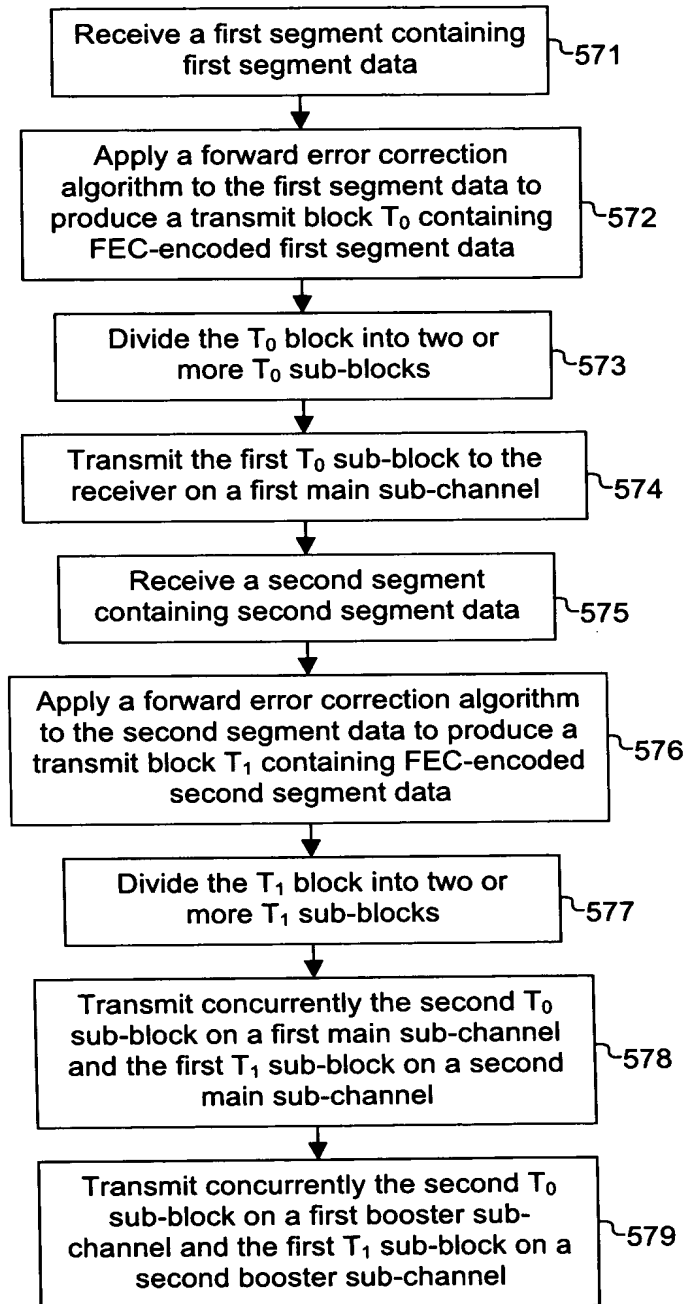 Receive a first segment containing
first segment data
571
Apply a forward error correction
algorithm to the first segment data to
produce a transmit block T₀ containing
FEC-encoded first segment data
572
Divide the T₀ block into two or
more T₀ sub-blocks
573
Transmit the first T₀ sub-block to the
receiver on a first main sub-channel
574
Receive a second segment
containing second segment data
575
Apply a forward error correction algorithm
to the second segment data to produce a
transmit block T₁ containing FEC-encoded
second segment data
576
Divide the T₁ block into two or
more T₁ sub-blocks
577
Transmit concurrently the second T₀
sub-block on a first main sub-channel
and the first T₁ sub-block on a second
main sub-channel
578
Transmit concurrently the second T₀
sub-block on a first booster sub-
channel and the first T₁ sub-block on a
second booster sub-channel
579